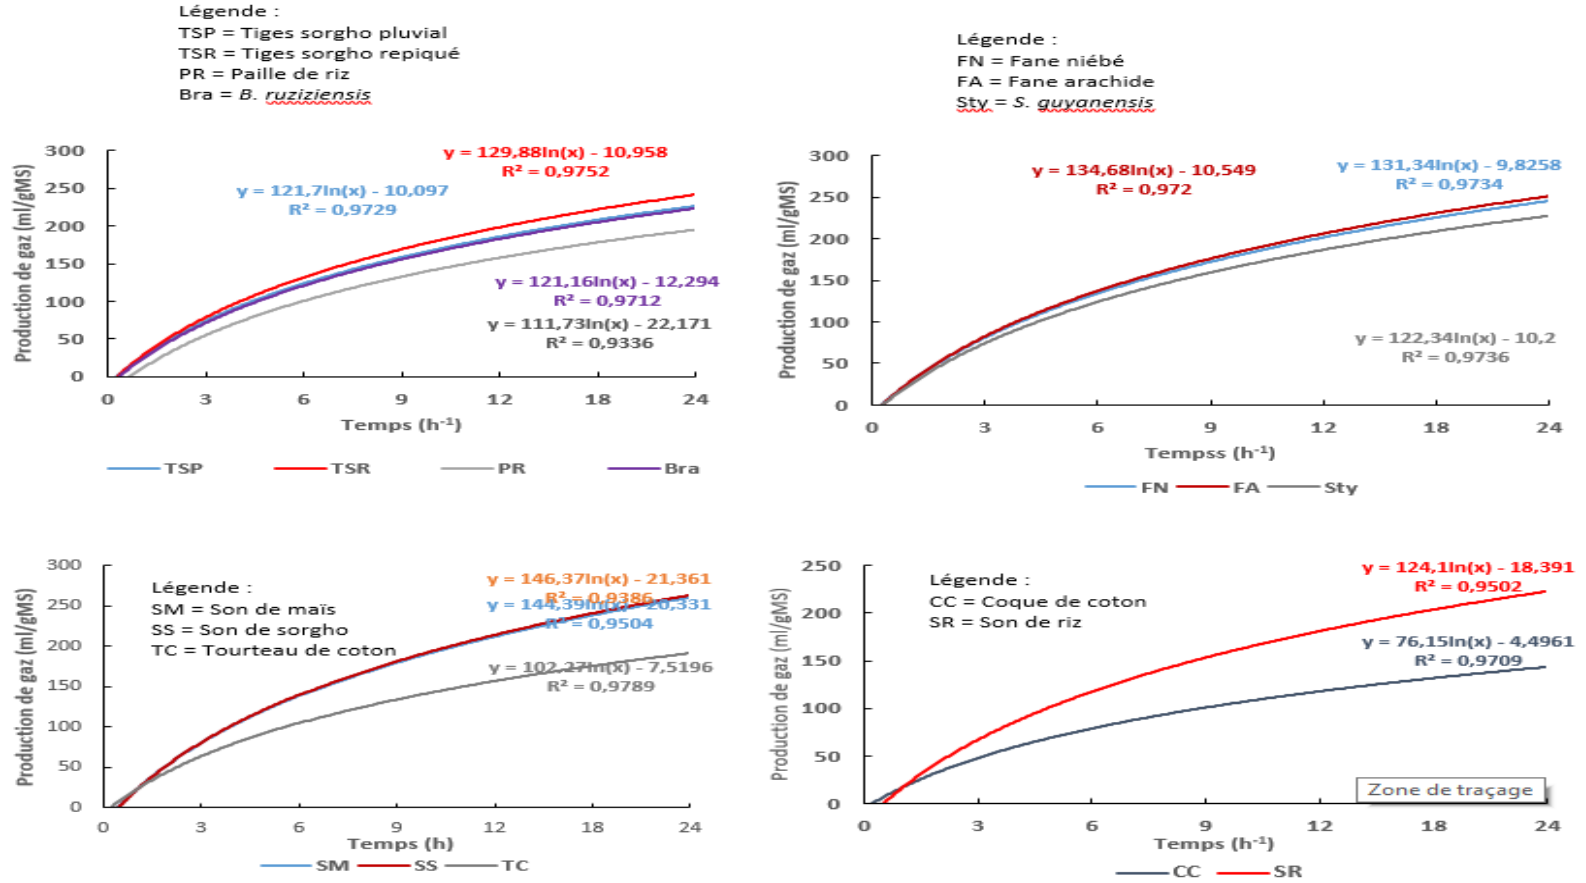 Légende :
TSP = Tiges sorgho pluvial
TSR = Tiges sorgho repiqué
PR = Paille de riz
Bra = B. ruziziensis
Production de gaz (ml/gMS)
300
250
200
150
100
50
0
y = 129,88ln(x) - 10,958
R² = 0,9752
y = 121,7ln(x) - 10,097
R² = 0,9729
y = 121,16ln(x) - 12,294
R² = 0,9712
y = 111,73ln(x) - 22,171
R² = 0,9336
0 3 6 9 12 18 24
Temps (h-1)
TSP TSR PR Bra
Légende :
FN = Fane niébé
FA = Fane arachide
Sty = S. guyanensis
Production de gaz (ml/gMS)
300
250
200
150
100
50
0
y = 134,68ln(x) - 10,549
R² = 0,972
y = 131,34ln(x) - 9,8258
R² = 0,9734
y = 122,34ln(x) - 10,2
R² = 0,9736
0 3 6 9 12 18 24
Tempss (h-1)
FN FA Sty
Légende :
SM = Son de maïs
SS = Son de sorgho
TC = Tourteau de coton
Production de gaz (ml/gMS)
300
250
200
150
100
50
0
y = 146,37ln(x) - 21,361
R² = 0,9386
y = 144,39ln(x) - 20,331
R² = 0,9504
y = 102,27ln(x) - 7,5196
R² = 0,9789
0 3 6 9 12 18 24
Temps (h)
SM SS TC
Légende :
CC = Coque de coton
SR = Son de riz
Production de gaz (ml/gMS)
250
200
150
100
50
0
y = 124,1ln(x) - 18,391
R² = 0,9502
y = 76,15ln(x) - 4,4961
R² = 0,9709
Zone de traçage
0 3 6 9 12 18 24
Temps (h-1)
CC SR